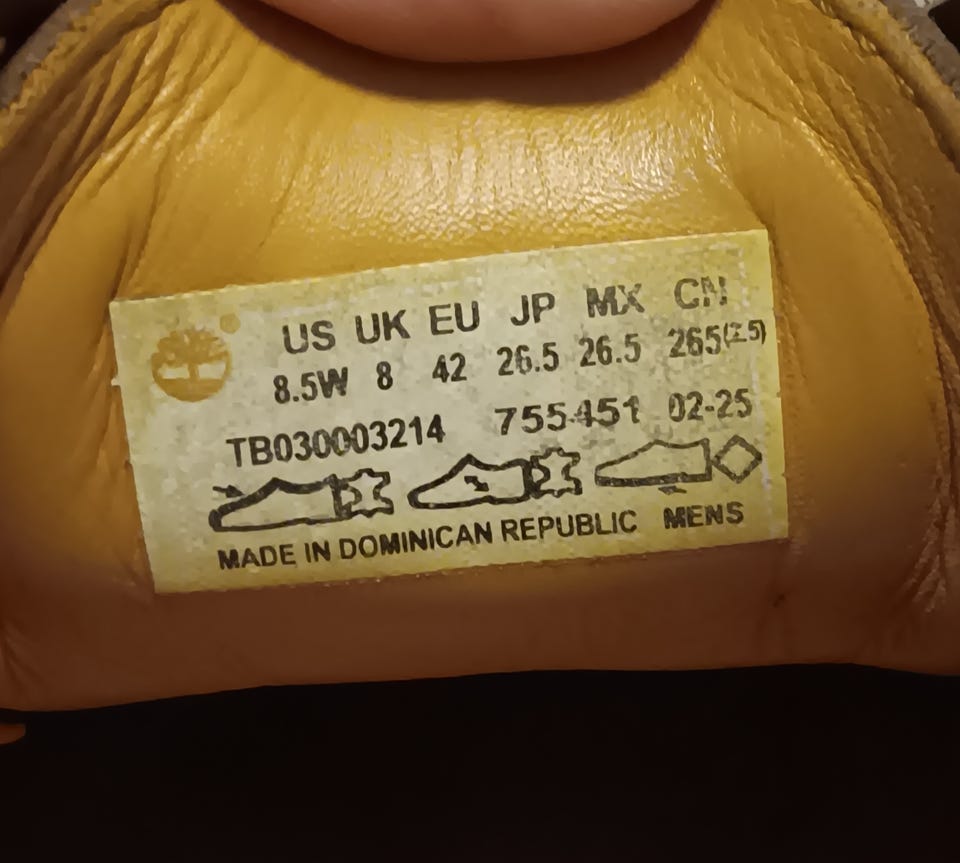 US UK EU JP MX CN
8.5W 8 42 26.5 26.5 265(2.5)
TB030003214 755451 02-25
MADE IN DOMINICAN REPUBLIC MENS